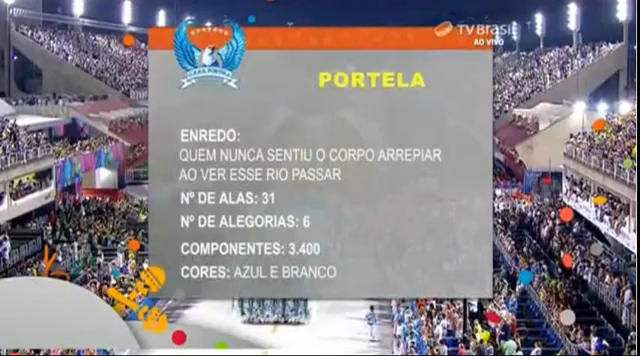 TV Brasil
AO VIVO
PORTELA
ENREDO:
QUEM NUNCA SENTIU O CORPO ARREPIAR
AO VER ESSE RIO PASSAR
Nº DE ALAS: 31
Nº DE ALEGORIAS: 6
COMPONENTES: 3.400
CORES: AZUL E BRANCO